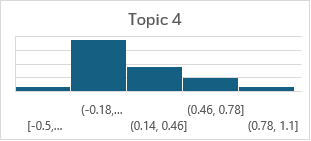 Topic 4
(-0.18,... (0.46, 0.78]
[-0.5,... (0.14, 0.46] (0.78, 1.1]